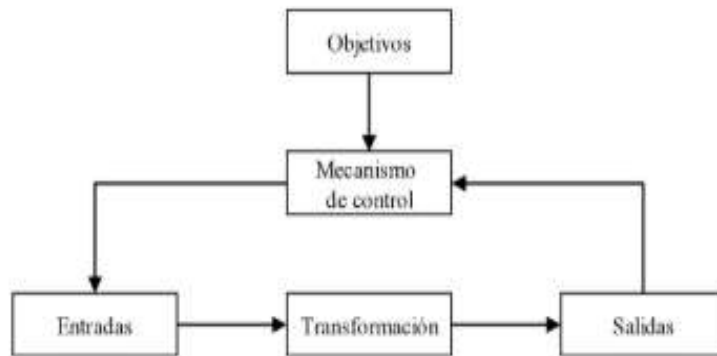 Objetivos
Mecanismo
de control
Entradas
Transformación
Salidas